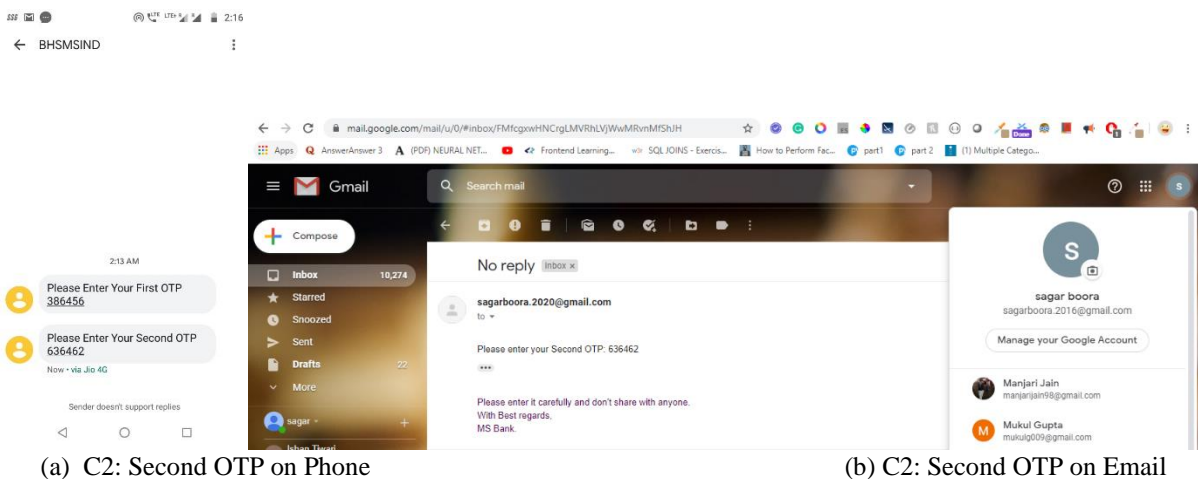 2:16
BHSMSIND
2:13 AM
Please Enter Your First OTP
386456
Please Enter Your Second OTP
636462
Now • via Jio 4G
Sender doesn't support replies
mail.google.com/mail/u/0/#inbox/FMfcgxwHNCrgLMVRhLVjWwMRvnMfShJH
Apps AnswerAnswer 3 (PDF) NEURAL NET... Frontend Learning... SQL JOINS - Exercis... How to Perform Fac... part1 part 2 (1) Multiple Catego...
Gmail
Search mail
Compose
Inbox 10,274
Starred
Snoozed
Sent
Drafts 22
More
sagar
Ishan Tiwari
No reply Inbox x
sagarboora.2020@gmail.com
to
Please enter your Second OTP: 636462
Please enter it carefully and don't share with anyone.
With Best regards,
MS Bank.
S
S
sagar boora
sagarboora.2016@gmail.com
Manage your Google Account
Manjari Jain
manjarijain98@gmail.com
M
Mukul Gupta
mukulg009@gmail.com
(a) C2: Second OTP on Phone
(b) C2: Second OTP on Email